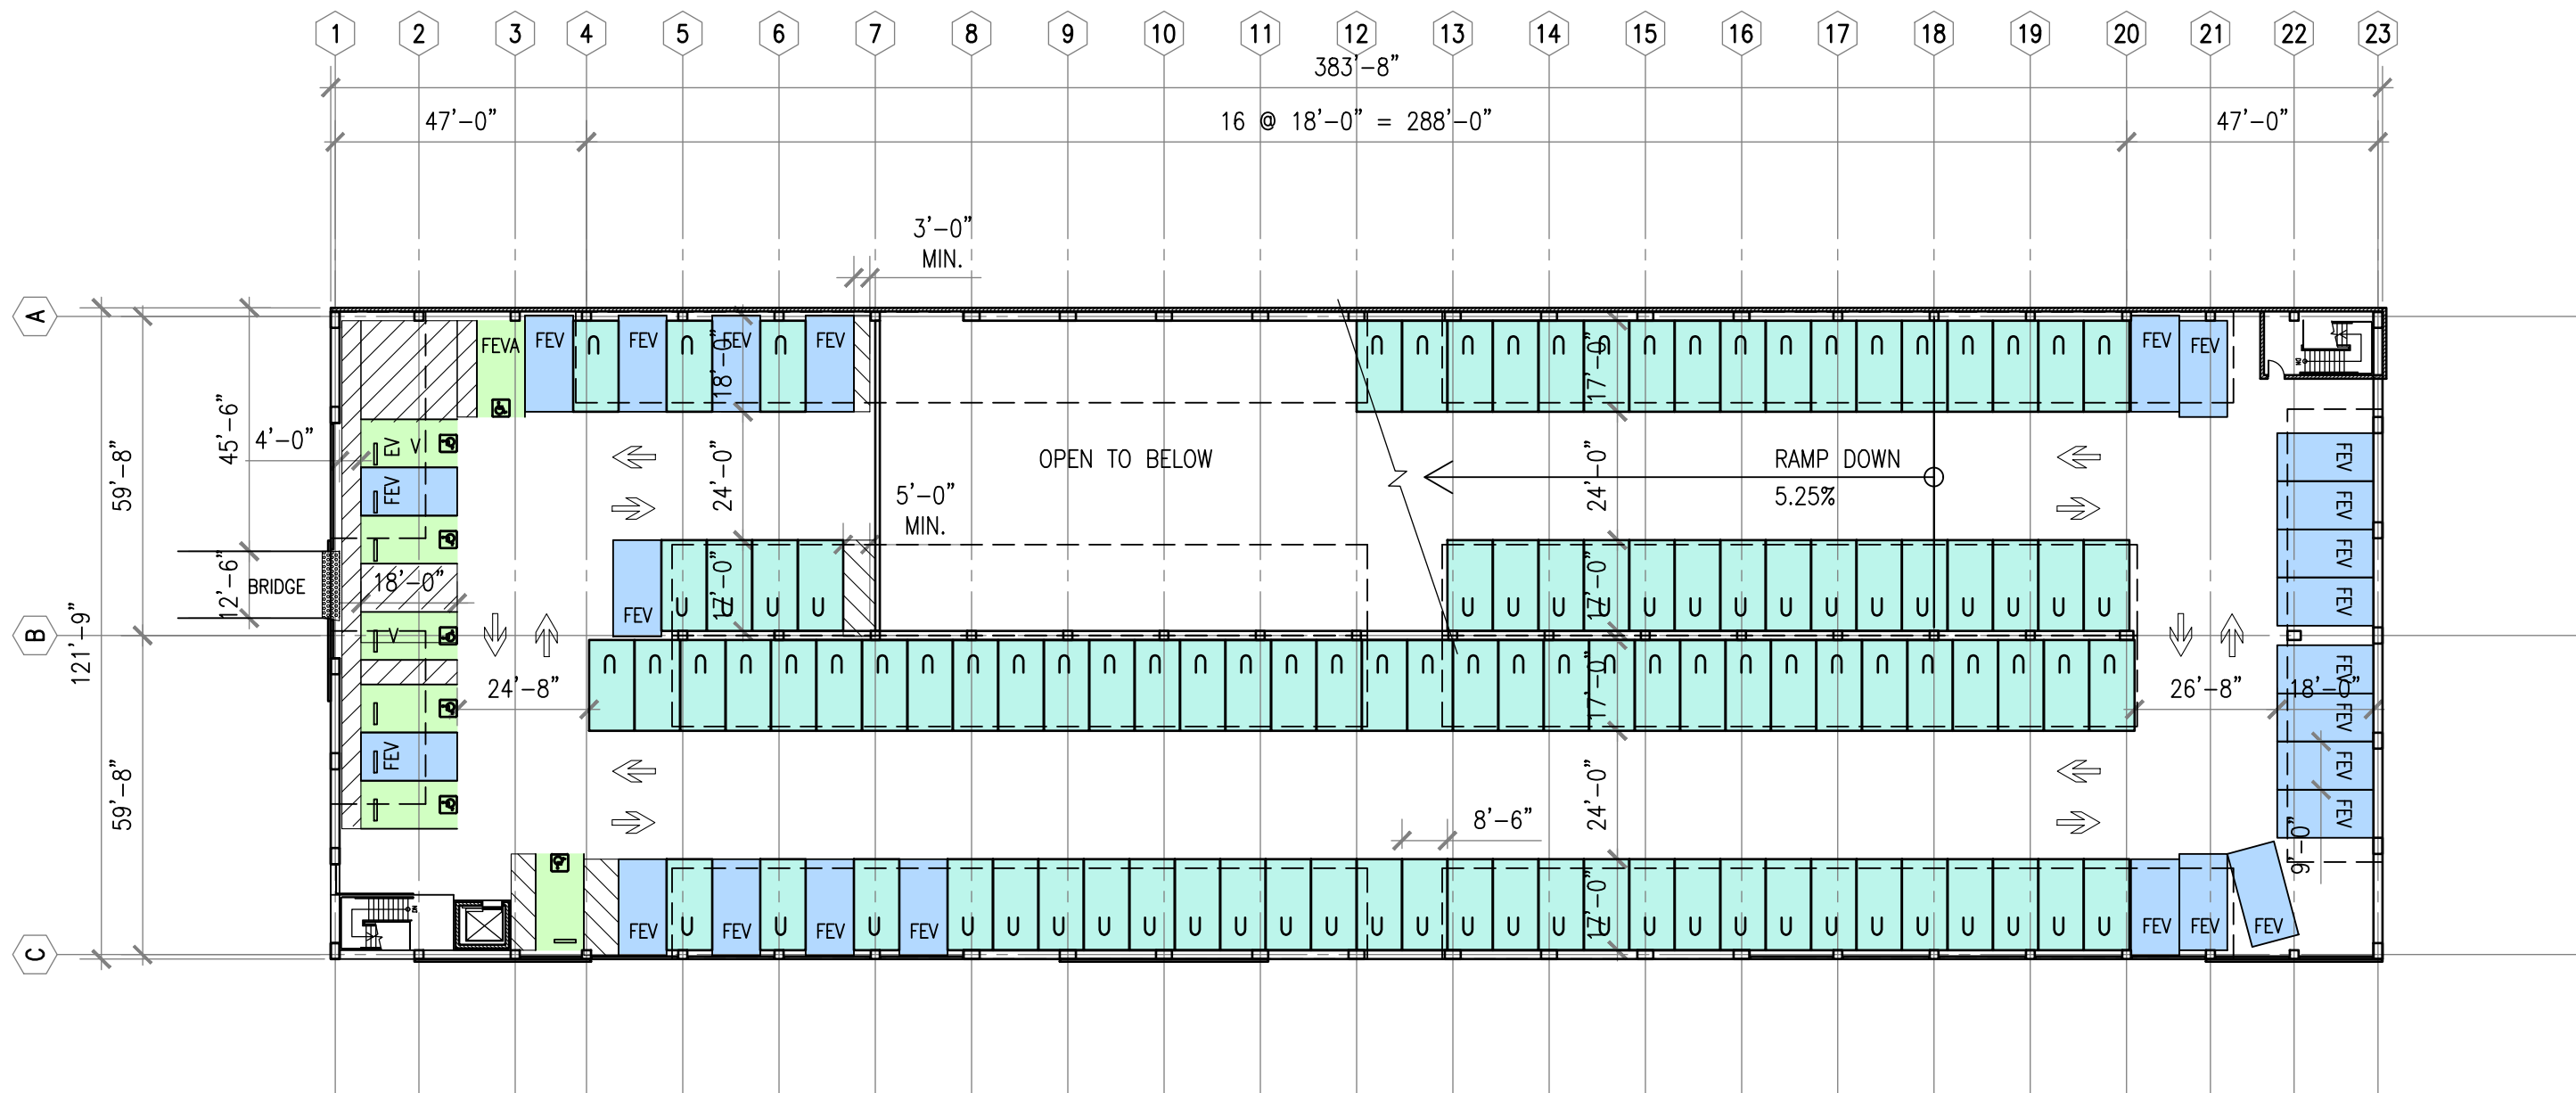 1 2 3 4 5 6 7 8 9 10 11 12 13 14 15 16 17 18 19 20 21 22 23
383'-8"
47'-0" 16 @ 18'-0" = 288'-0" 47'-0"
3'-0"
MIN.
A
FEVA FEV U FEV U FEV U FEV
18'-0"
U U U U U U U U U U U U U U U U U
17'-0"
FEV FEV
DN
45'-6"
4'-0"
59'-8"
EV V
FEV
24'-0"
OPEN TO BELOW
5'-0"
MIN.
24'-0"
RAMP DOWN
5.25%
FEV
FEV
FEV
FEV
12'-6"
BRIDGE
18'-0"
121'-9"
V
FEV U U U U
17'-0"
U U U U U U U U U U U U U U U
17'-0"
B
U U U U U U U U U U U U U U U U U U U U U U U U U U U U U U U U U U
17'-0"
24'-8"
26'-8"
18'-0"
FEV
FEV
FEV
FEV
59'-8"
FEV
24'-0"
8'-6"
9'-0"
DN
FEV U FEV U FEV U FEV U U U U U U U U U U U U U U U U U U U U U U U U U U
17'-0"
FEV FEV FEV
C